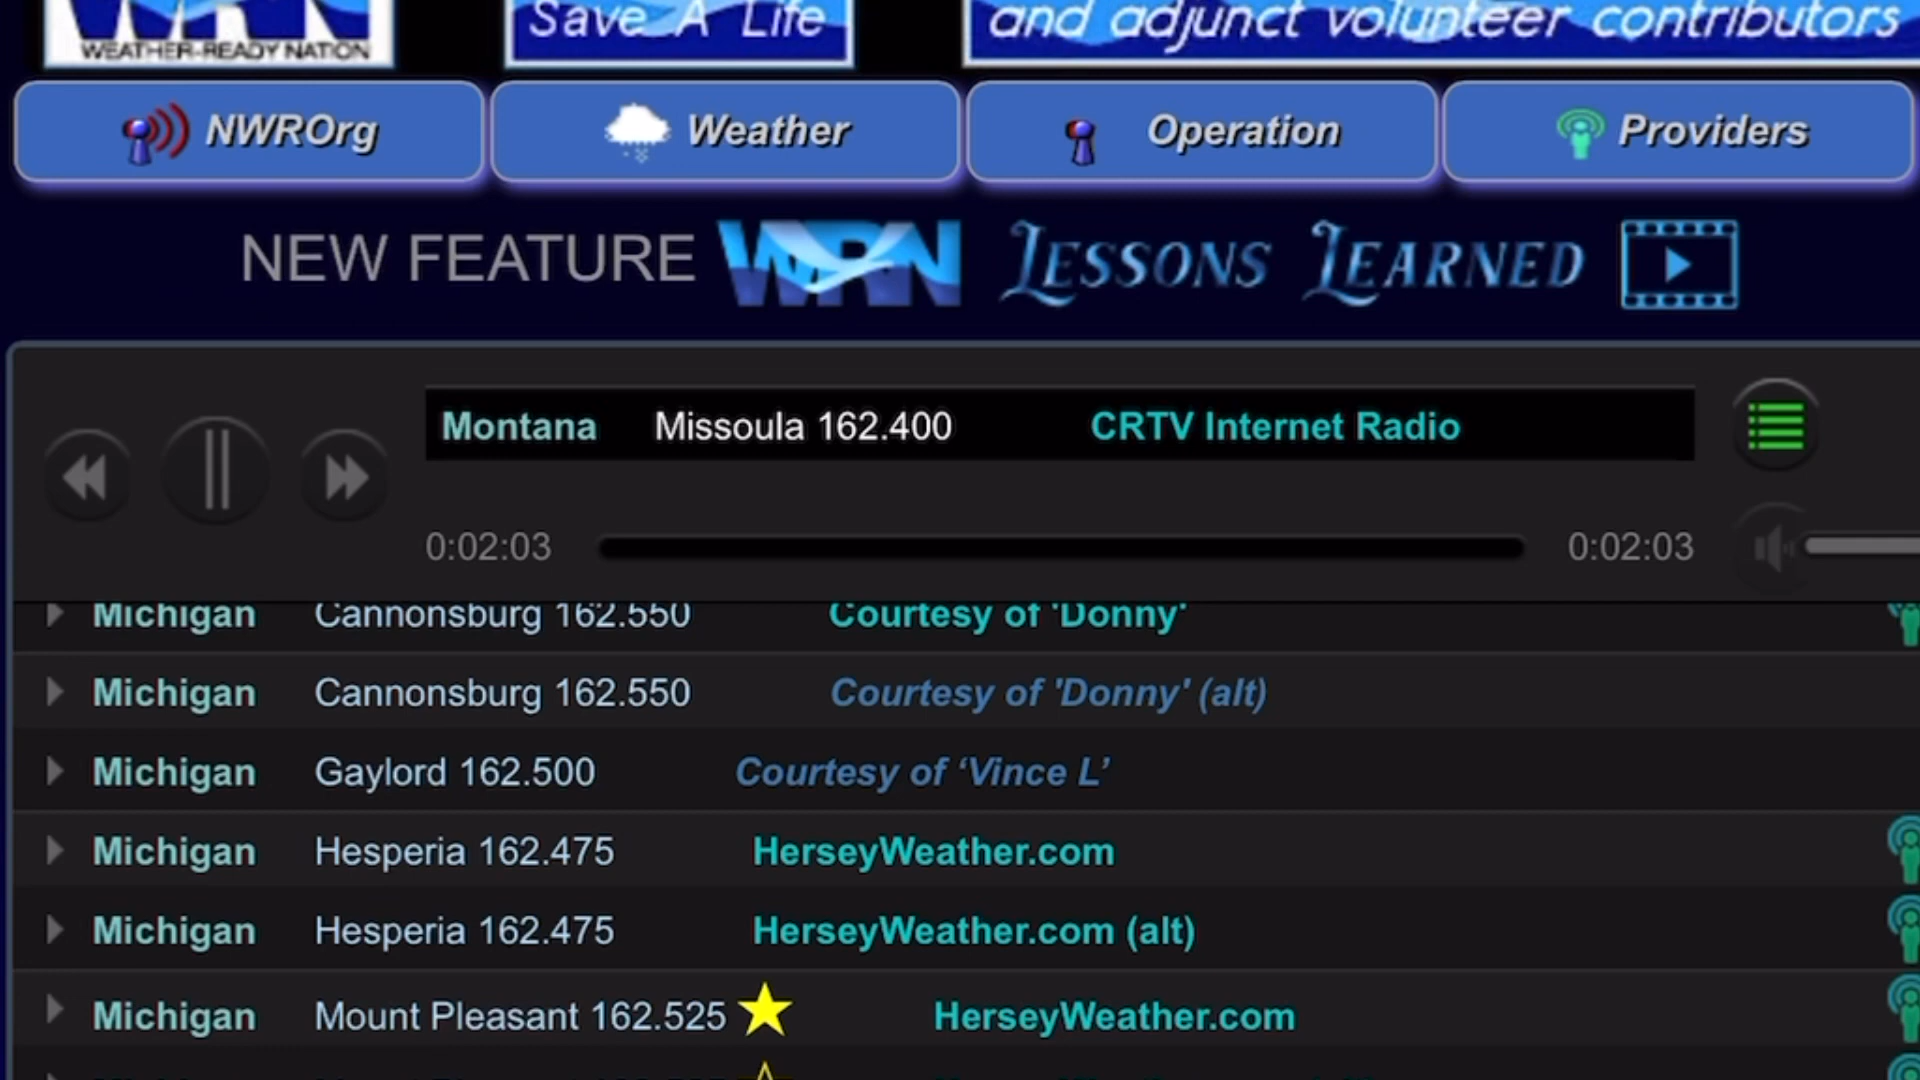 WRN
WEATHER-READY NATION
Save A Life
and adjunct volunteer contributors
NWROrg
Weather
Operation
Providers
NEW FEATURE WRN LESSONS LEARNED
Montana Missoula 162.400 CRTV Internet Radio
0:02:03 0:02:03
Michigan Cannonsburg 162.550 Courtesy of 'Donny'
Michigan Cannonsburg 162.550 Courtesy of 'Donny' (alt)
Michigan Gaylord 162.500 Courtesy of ‘Vince L’
Michigan Hesperia 162.475 HerseyWeather.com
Michigan Hesperia 162.475 HerseyWeather.com (alt)
Michigan Mount Pleasant 162.525 HerseyWeather.com